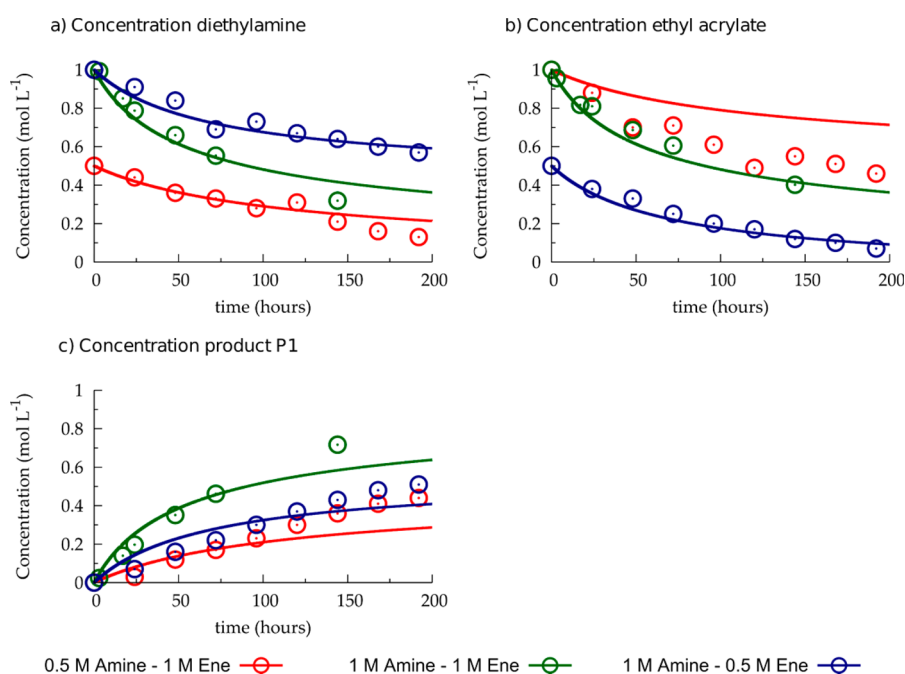 a) Concentration diethylamine
b) Concentration ethyl acrylate
Concentration (mol L⁻¹)
1
0.8
0.6
0.4
0.2
0
0 50 100 150 200
time (hours)
Concentration (mol L⁻¹)
1
0.8
0.6
0.4
0.2
0
0 50 100 150 200
time (hours)
c) Concentration product P1
Concentration (mol L⁻¹)
1
0.8
0.6
0.4
0.2
0
0 50 100 150 200
time (hours)
0.5 M Amine - 1 M Ene
1 M Amine - 1 M Ene
1 M Amine - 0.5 M Ene